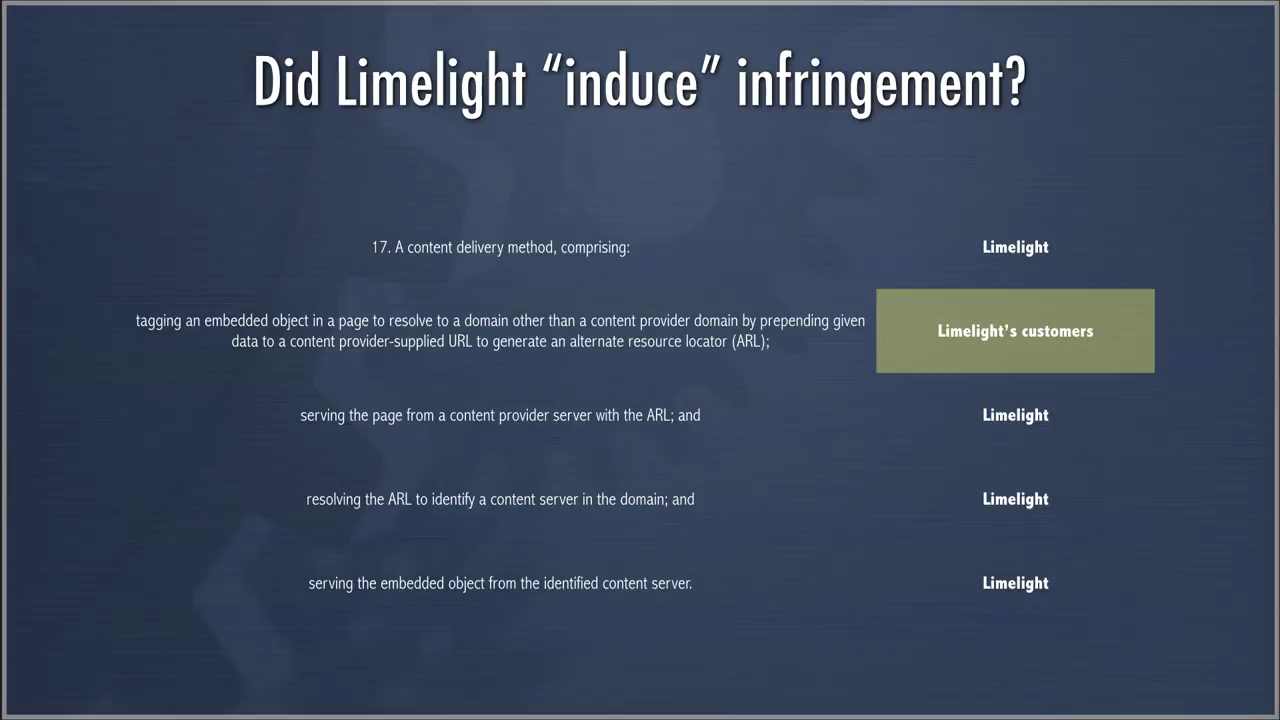 Did Limelight “induce” infringement?
17. A content delivery method, comprising:
Limelight
tagging an embedded object in a page to resolve to a domain other than a content provider domain by prepending given
data to a content provider-supplied URL to generate an alternate resource locator (ARL);
Limelight’s customers
serving the page from a content provider server with the ARL; and
Limelight
resolving the ARL to identify a content server in the domain; and
Limelight
serving the embedded object from the identified content server.
Limelight